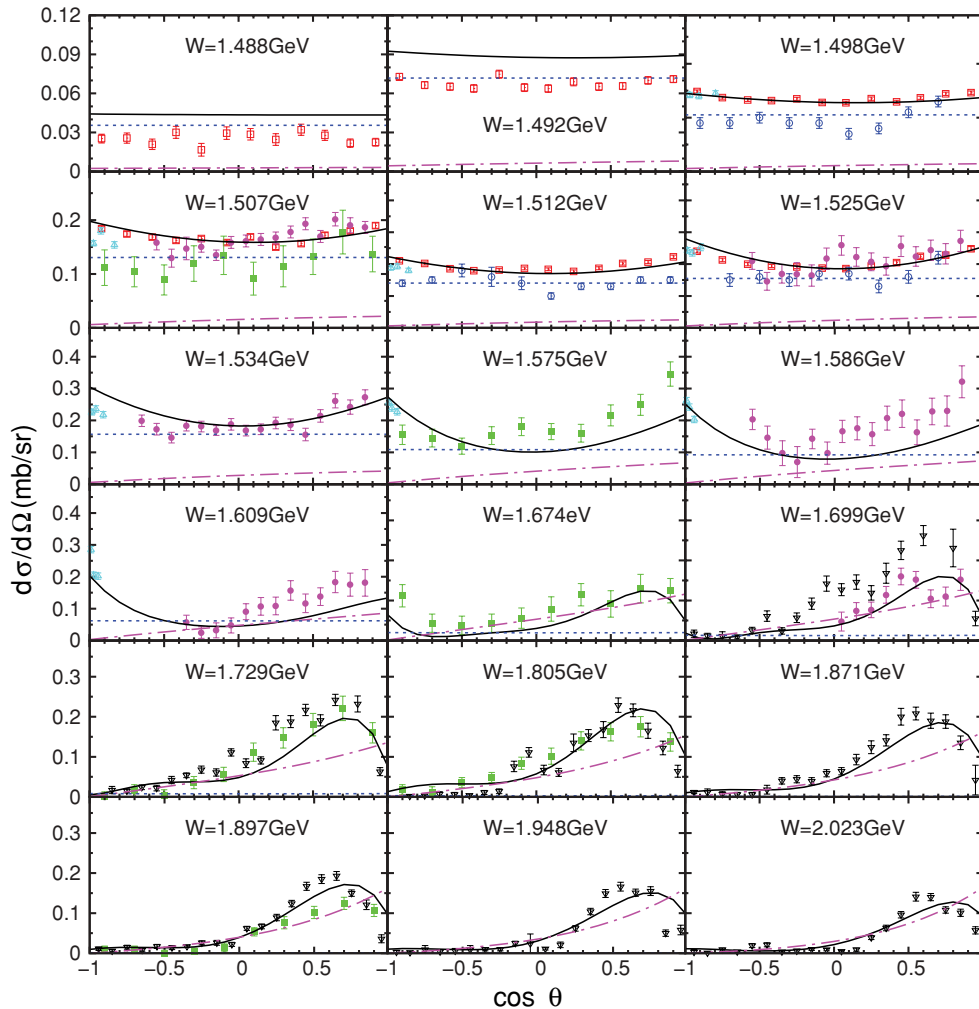 0.12
0.09
0.06
0.03
0
W=1.488GeV
W=1.492GeV
W=1.498GeV
0.2
0.1
0
W=1.507GeV
W=1.512GeV
W=1.525GeV
0.4
0.3
0.2
0.1
0
W=1.534GeV
W=1.575GeV
W=1.586GeV
dσ/dΩ (mb/sr)
0.4
0.3
0.2
0.1
0
W=1.609GeV
W=1.674eV
W=1.699GeV
0.3
0.2
0.1
0
W=1.729GeV
W=1.805GeV
W=1.871GeV
0.3
0.2
0.1
0
W=1.897GeV
W=1.948GeV
W=2.023GeV
-1 -0.5 0 0.5 -1 -0.5 0 0.5 -1 -0.5 0 0.5
cos θ cos θ